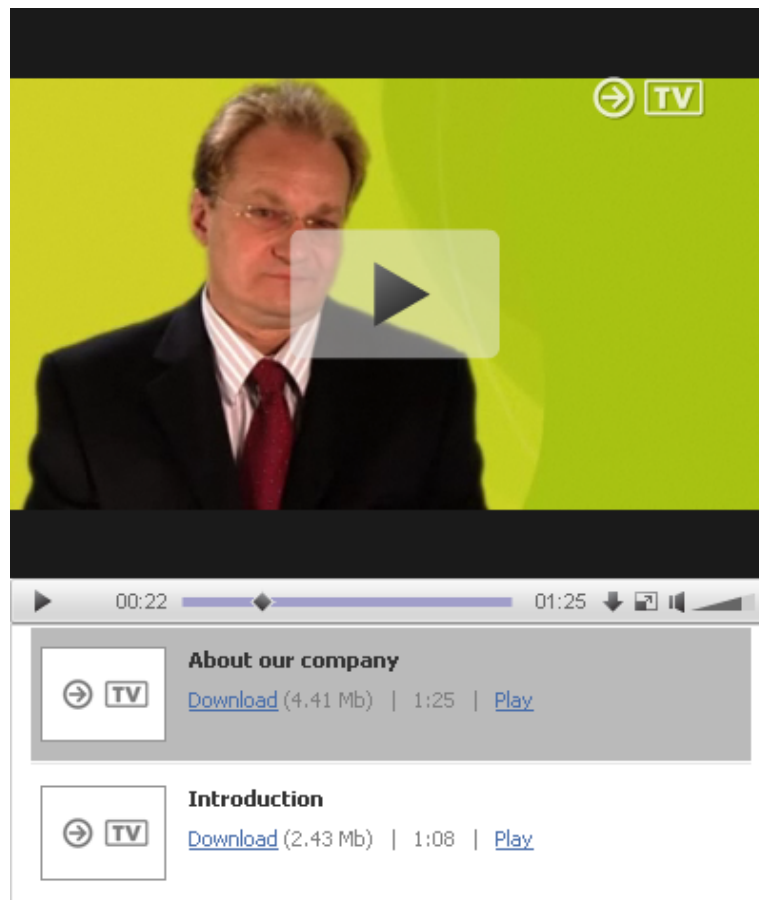 TV
00:22 01:25
TV
About our company
Download (4.41 Mb) | 1:25 | Play
TV
Introduction
Download (2.43 Mb) | 1:08 | Play